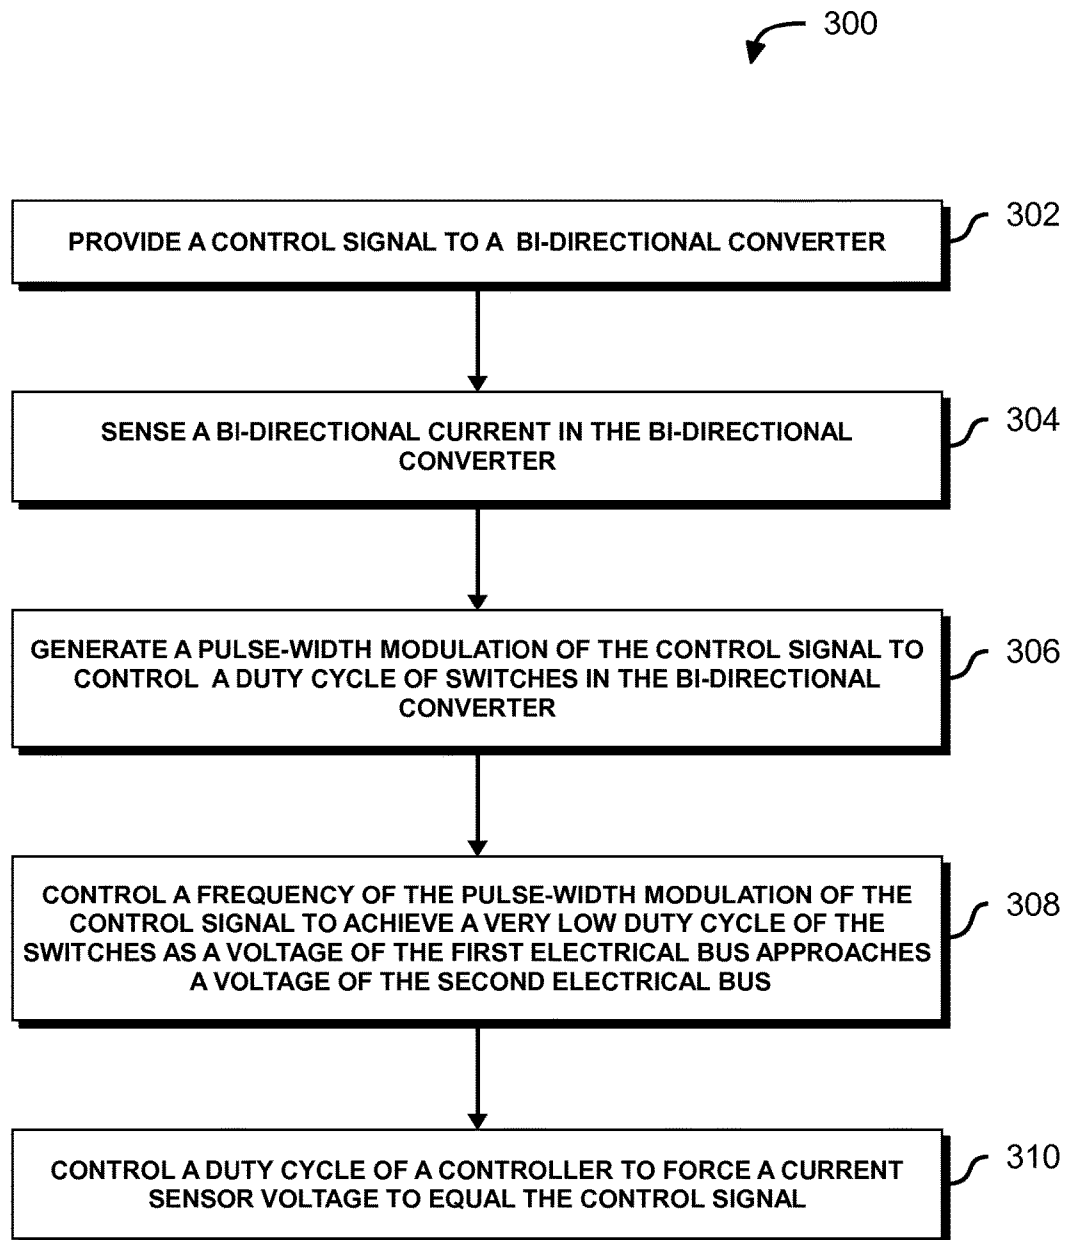 300
302
PROVIDE A CONTROL SIGNAL TO A BI-DIRECTIONAL CONVERTER
304
SENSE A BI-DIRECTIONAL CURRENT IN THE BI-DIRECTIONAL
CONVERTER
306
GENERATE A PULSE-WIDTH MODULATION OF THE CONTROL SIGNAL TO
CONTROL A DUTY CYCLE OF SWITCHES IN THE BI-DIRECTIONAL
CONVERTER
308
CONTROL A FREQUENCY OF THE PULSE-WIDTH MODULATION OF THE
CONTROL SIGNAL TO ACHIEVE A VERY LOW DUTY CYCLE OF THE
SWITCHES AS A VOLTAGE OF THE FIRST ELECTRICAL BUS APPROACHES
A VOLTAGE OF THE SECOND ELECTRICAL BUS
310
CONTROL A DUTY CYCLE OF A CONTROLLER TO FORCE A CURRENT
SENSOR VOLTAGE TO EQUAL THE CONTROL SIGNAL